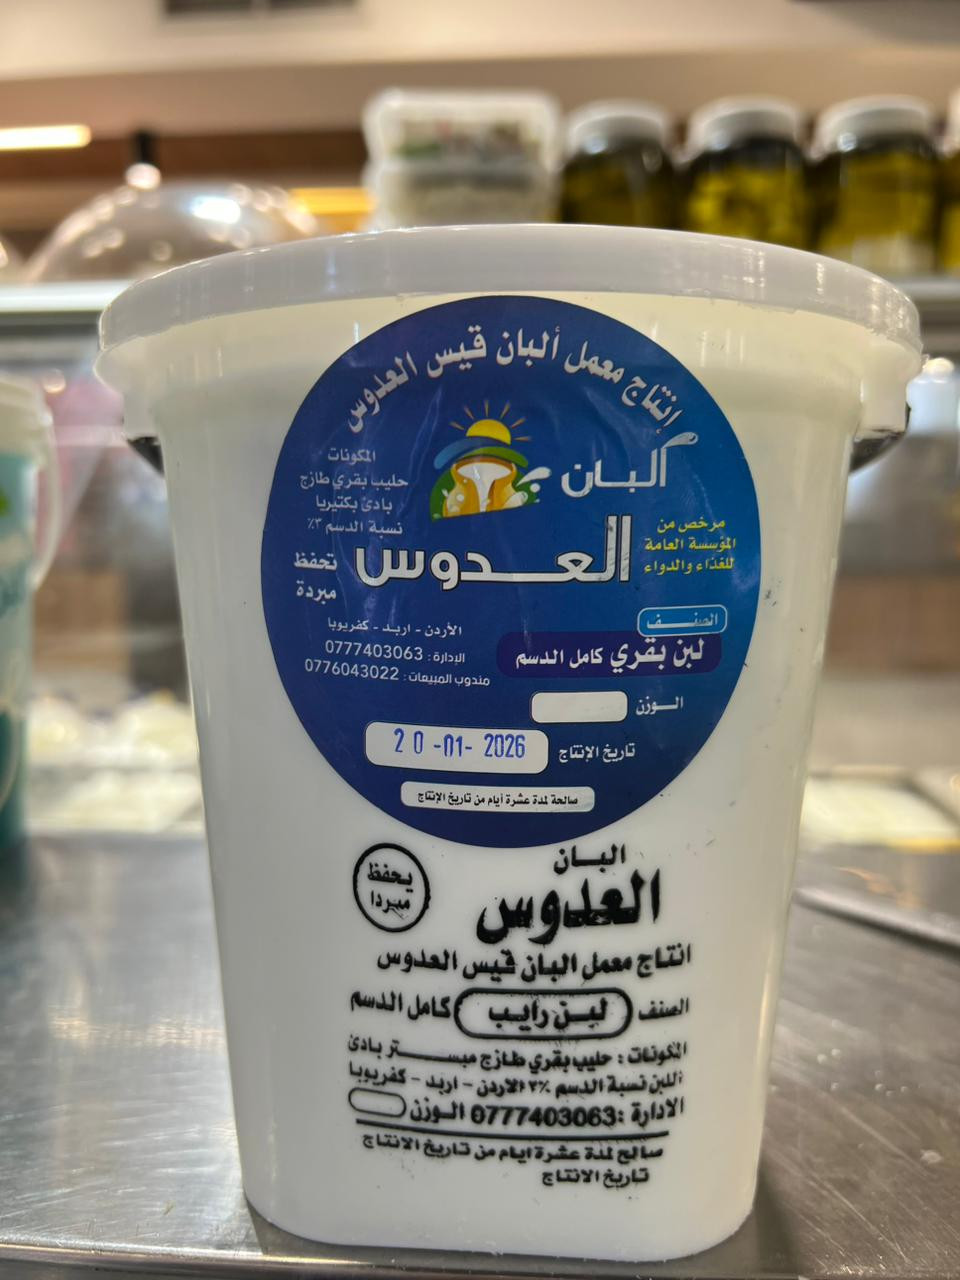 إنتاج معمل ألبان قيس العدوس
ألبان
العدوس
المكونات
حليب بقري طازج
بادئ بكتيريا
نسبة الدسم ٣٪
تحفظ
مبردة
مرخص من
المؤسسة العامة
للغذاء والدواء
الأردن - اربد - كفريوبا
الإدارة : 0777403063
مندوب المبيعات : 0776043022
الصنف
لبن بقري كامل الدسم
الوزن
تاريخ الإنتاج 20-01-2026
صالحة لمدة عشرة أيام من تاريخ الإنتاج
البان
العدوس
يحفظ
مبردا
انتاج معمل البان قيس العدوس
الصنف لبن رايب كامل الدسم
المكونات : حليب بقري طازج مبستر بادئ
اللبن نسبة الدسم ٣٪ الاردن - اربد - كفريوبا
الادارة :0777403063 الوزن
صالح لمدة عشرة ايام من تاريخ الانتاج
تاريخ الانتاج